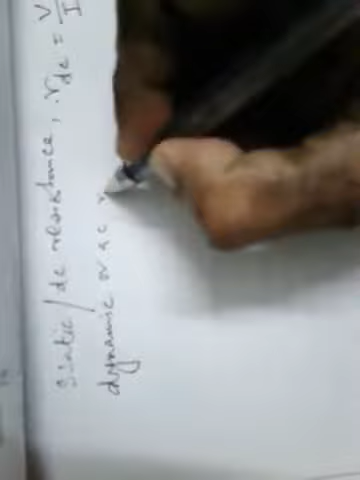 Static / dc resistance, rdc = V/I
dynamic or ac r